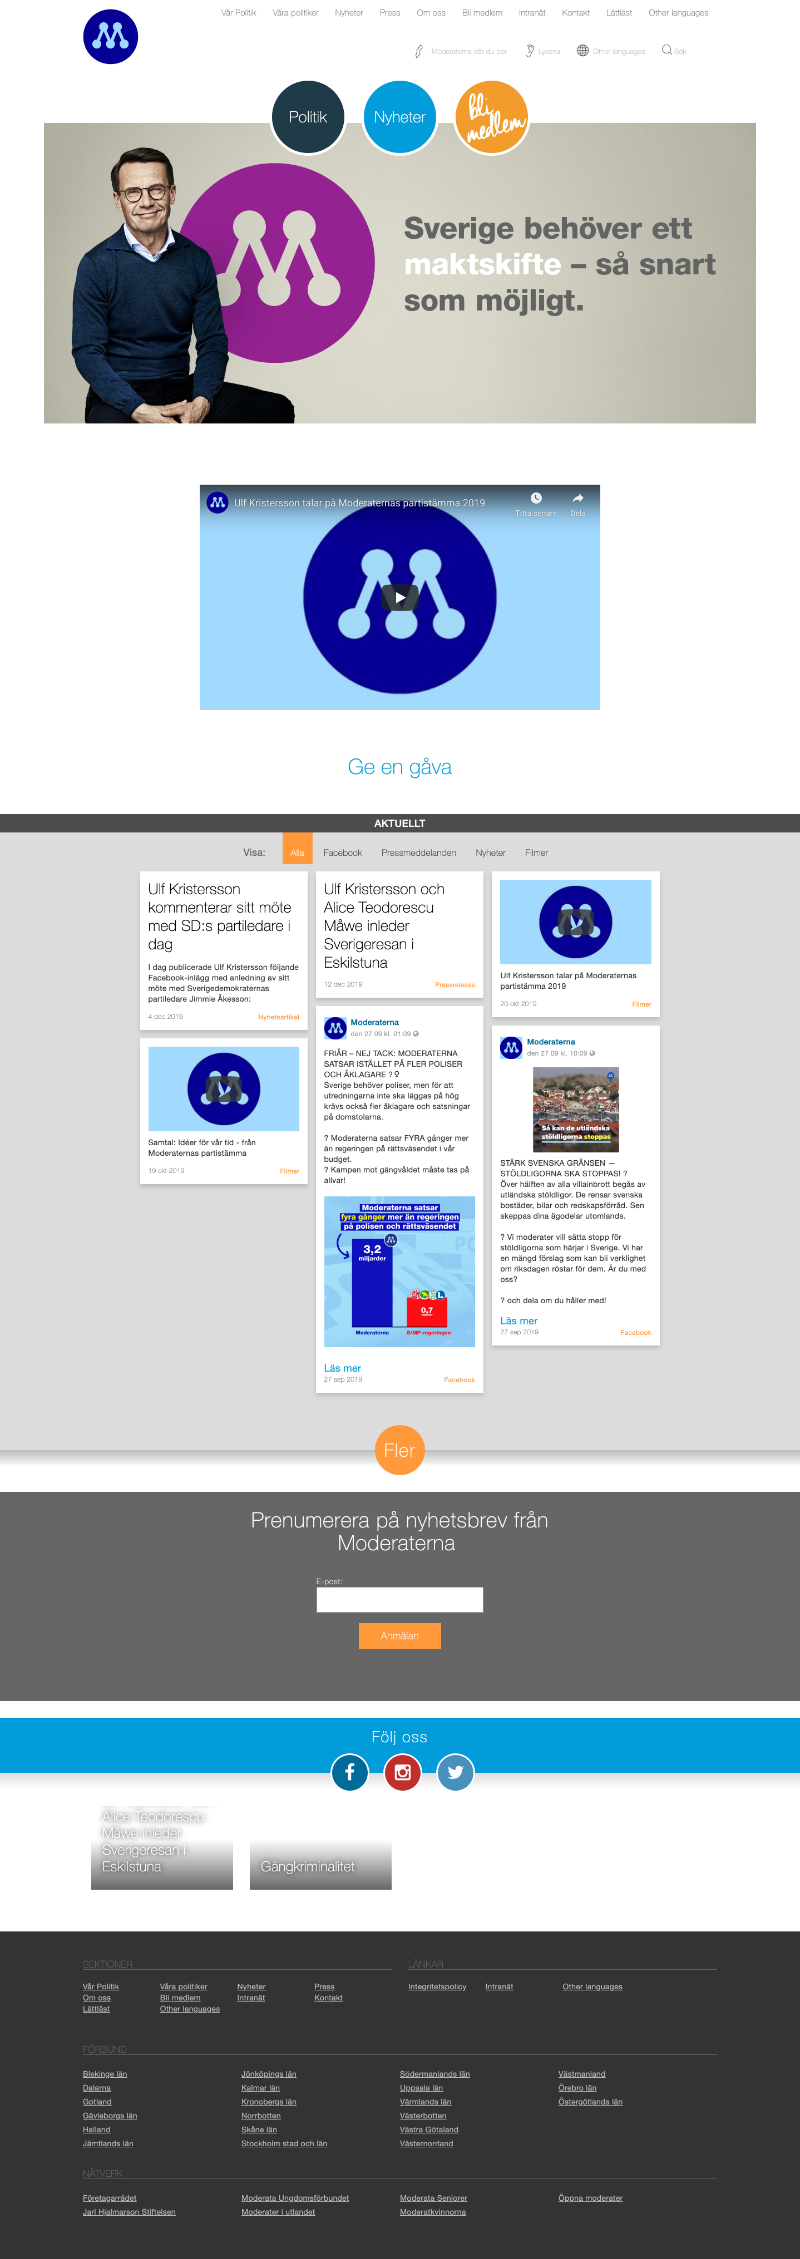 Vår Politik Våra politiker Nyheter Press Om oss Bli medlem Intranät Kontakt Lättläst Other languages
Moderaterna där du bor Lyssna Other languages Sök
Politik Nyheter bli medlem
Sverige behöver ett
maktskifte – så snart
som möjligt.
Ulf Kristersson talar på Moderaternas partistämma 2019
Titta senare Dela
Ge en gåva
AKTUELLT
Visa: Alla Facebook Pressmeddelanden Nyheter Filmer
Ulf Kristersson
kommenterar sitt möte
med SD:s partiledare i
dag
I dag publicerade Ulf Kristersson följande
Facebook-inlägg med anledning av sitt
möte med Sverigedemokraternas
partiledare Jimmie Åkesson:
4 dec 2019 Nyhetsartikel
Samtal: Idéer för vår tid - från
Moderaternas partistämma
19 okt 2019 Filmer
Ulf Kristersson och
Alice Teodorescu
Måwe inleder
Sverigeresan i
Eskilstuna
12 dec 2019 Pressrelease
Moderaterna
den 27 09 kl. 01:09
FRIÅR – NEJ TACK: MODERATERNA
SATSAR ISTÄLLET PÅ FLER POLISER
OCH ÅKLAGARE ? ♀
Sverige behöver poliser, men för att
utredningarna inte ska läggas på hög
krävs också fler åklagare och satsningar
på domstolarna.
? Moderaterna satsar FYRA gånger mer
än regeringen på rättsväsendet i vår
budget.
? Kampen mot gängvåldet måste tas på
allvar!
Moderaterna satsar
fyra gånger mer än regeringen
på polisen och rättsväsendet
3,2
miljarder
0,7
Moderaterna S/MP-regeringen
Läs mer
27 sep 2019 Facebook
Ulf Kristersson talar på Moderaternas
partistämma 2019
20 okt 2019 Filmer
Moderaterna
den 27 09 kl. 10:09
Så kan de utländska
stöldligorna stoppas
STÄRK SVENSKA GRÄNSEN —
STÖLDLIGORNA SKA STOPPAS! ?
Över hälften av alla villainbrott begås av
utländska stöldligor. De rensar svenska
bostäder, bilar och redskapsförråd. Sen
skeppas dina ägodelar utomlands.
? Vi moderater vill sätta stopp för
stöldligorna som härjar i Sverige. Vi har
en mängd förslag som kan bli verklighet
om riksdagen röstar för dem. Är du med
oss?
? och dela om du håller med!
Läs mer
27 sep 2019 Facebook
Fler
Prenumerera på nyhetsbrev från
Moderaterna
E-post:
Anmälan
Följ oss
Alice Teodorescu
Måwe inleder
Sverigeresan i
Eskilstuna
Gängkriminalitet
SEKTIONER LÄNKAR
Vår Politik Våra politiker Nyheter Press Integritetspolicy Intranät Other languages
Om oss Bli medlem Intranät Kontakt
Lättläst Other languages
FÖRBUND
Blekinge län Jönköpings län Södermanlands län Västmanland
Dalarna Kalmar län Uppsala län Örebro län
Gotland Kronobergs län Värmlands län Östergötlands län
Gävleborgs län Norrbotten Västerbotten
Halland Skåne län Västra Götaland
Jämtlands län Stockholm stad och län Västernorrland
NÄTVERK
Företagarrådet Moderata Ungdomsförbundet Moderata Seniorer Öppna moderater
Jarl Hjalmarson Stiftelsen Moderater i utlandet Moderatkvinnorna